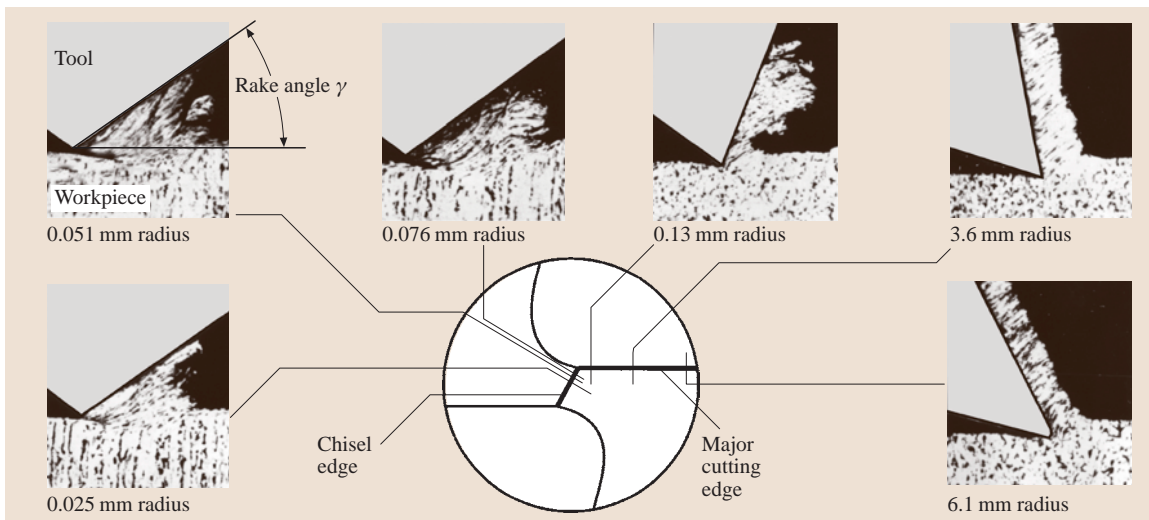 Tool
Rake angle γ
Workpiece
0.051 mm radius
0.076 mm radius
0.13 mm radius
3.6 mm radius
Chisel
edge
Major
cutting
edge
0.025 mm radius
6.1 mm radius